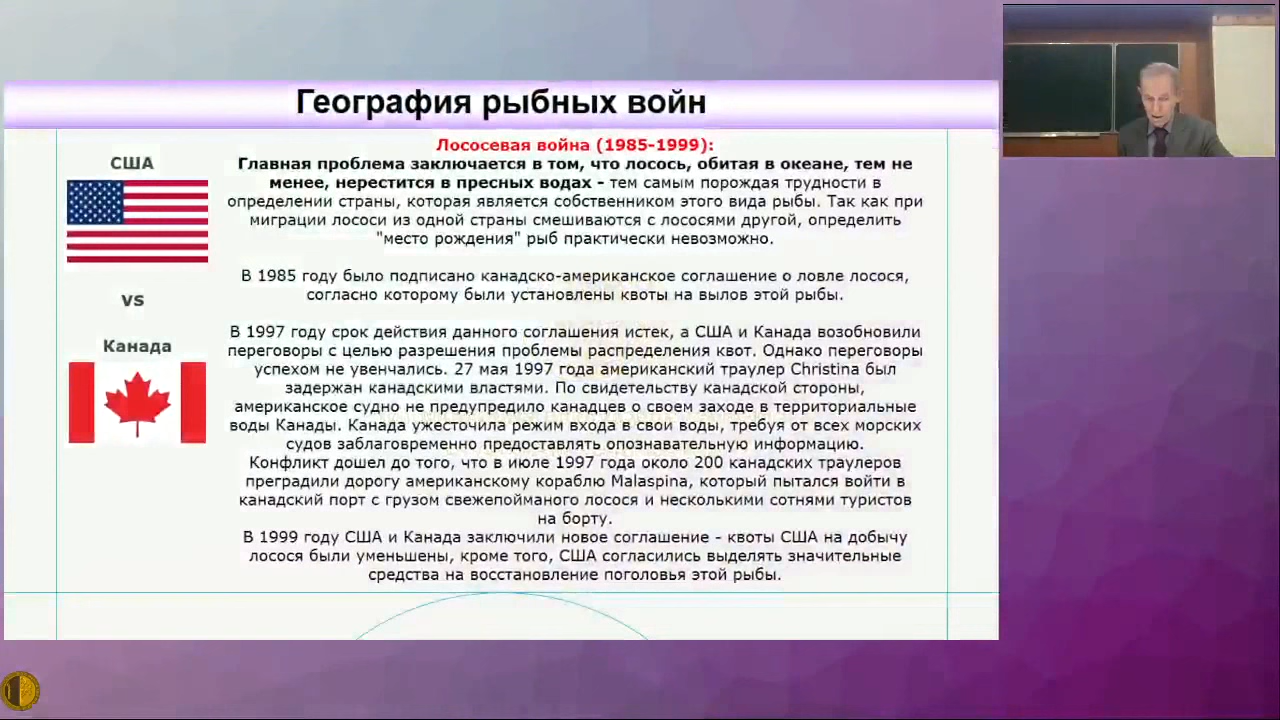 География рыбных войн
Лососевая война (1985-1999):
США
vs
Канада
Главная проблема заключается в том, что лосось, обитая в океане, тем не
менее, нерестится в пресных водах - тем самым порождая трудности в
определении страны, которая является собственником этого вида рыбы. Так как при
миграции лососи из одной страны смешиваются с лососями другой, определить
"место рождения" рыб практически невозможно.
В 1985 году было подписано канадско-американское соглашение о ловле лосося,
согласно которому были установлены квоты на вылов этой рыбы.
В 1997 году срок действия данного соглашения истек, а США и Канада возобновили
переговоры с целью разрешения проблемы распределения квот. Однако переговоры
успехом не увенчались. 27 мая 1997 года американский траулер Christina был
задержан канадскими властями. По свидетельству канадской стороны,
американское судно не предупредило канадцев о своем заходе в территориальные
воды Канады. Канада ужесточила режим входа в свои воды, требуя от всех морских
судов заблаговременно предоставлять опознавательную информацию.
Конфликт дошел до того, что в июле 1997 года около 200 канадских траулеров
преградили дорогу американскому кораблю Malaspina, который пытался войти в
канадский порт с грузом свежепойманого лосося и несколькими сотнями туристов
на борту.
В 1999 году США и Канада заключили новое соглашение - квоты США на добычу
лосося были уменьшены, кроме того, США согласились выделять значительные
средства на восстановление поголовья этой рыбы.